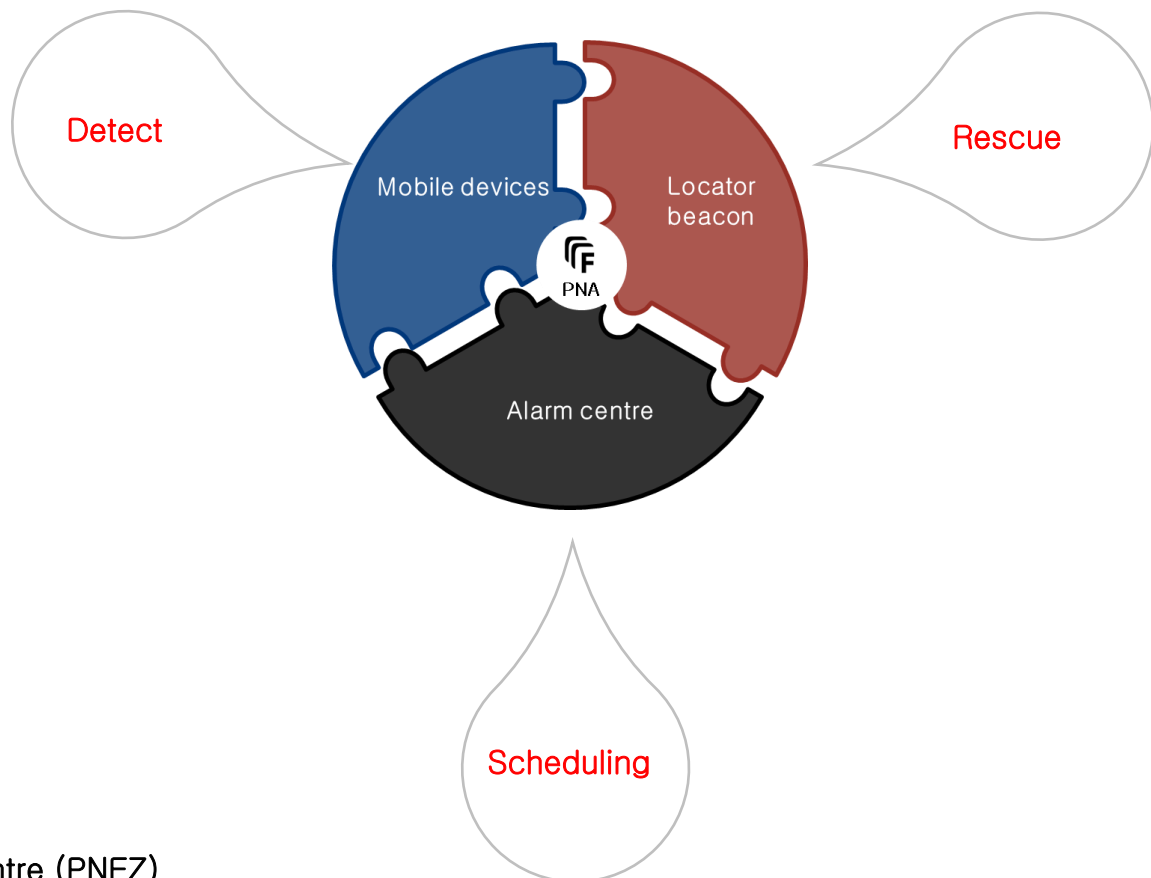 Detect
Rescue
Mobile devices
Locator
beacon
F
PNA
Alarm centre
Scheduling
ntre (PNFZ)